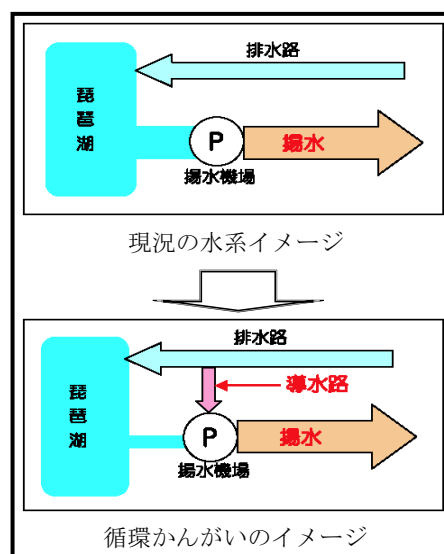 排水路
琵琶湖
P
揚水
揚水機場
現況の水系イメージ
排水路
導水路
琵琶湖
P
揚水
揚水機場
循環かんがいのイメージ